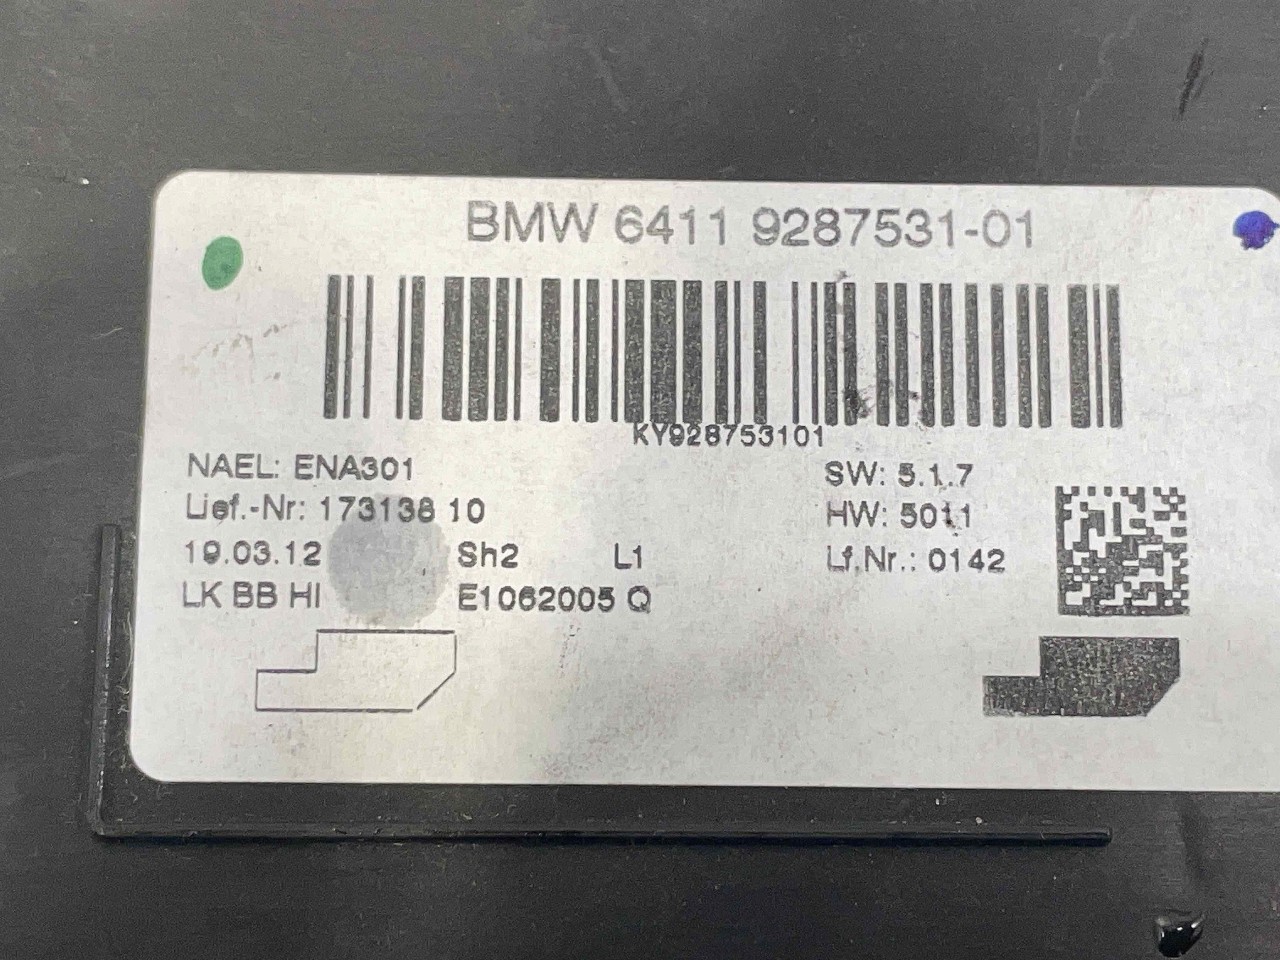 BMW 6411 9287531-01
KY928753101
NAEL: ENA301
SW: 5.1.7
Lief.-Nr: 173138 10
HW: 5011
19.03.12 Sh2 L1
Lf.Nr.: 0142
LK BB HI E1062005 Q